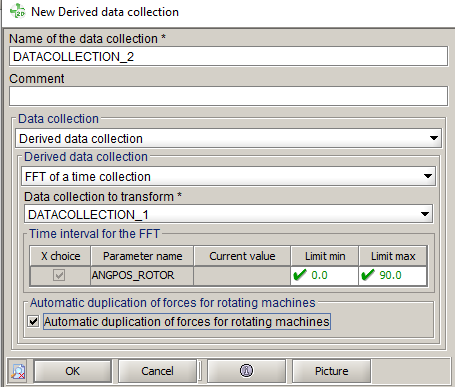 New Derived data collection
Name of the data collection *
DATACOLLECTION_2
Comment
Data collection
Derived data collection
Derived data collection
FFT of a time collection
Data collection to transform *
DATACOLLECTION_1
Time interval for the FFT
X choice Parameter name Current value Limit min Limit max
ANGPOS_ROTOR 0.0 90.0
Automatic duplication of forces for rotating machines
Automatic duplication of forces for rotating machines
OK Cancel Picture